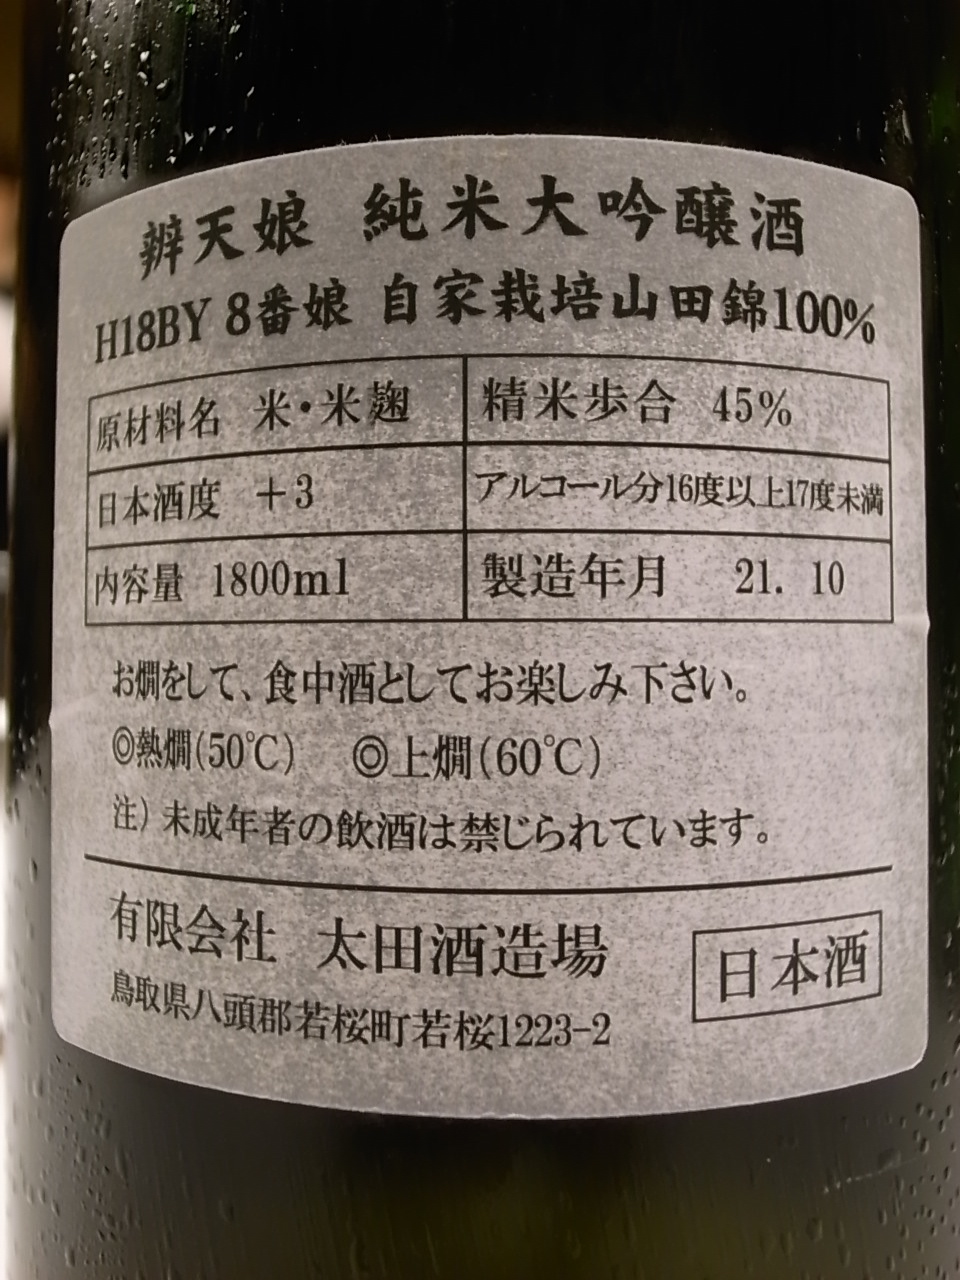 辨天娘 純米大吟醸酒
H18BY 8番娘 自家栽培山田錦100%
原材料名 米・米麹 精米歩合 45%
日本酒度 +3 アルコール分16度以上17度未満
内容量 1800ml 製造年月 21. 10
お燗をして、食中酒としてお楽しみ下さい。
◎熱燗(50℃) ◎上燗(60℃)
注）未成年者の飲酒は禁じられています。
有限会社 太田酒造場
鳥取県八頭郡若桜町若桜1223-2
日本酒